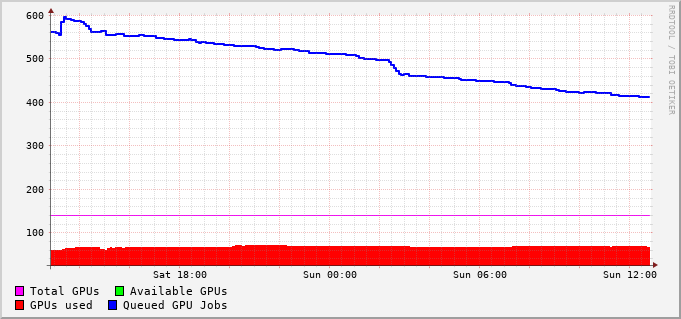 600
500
400
300
200
100
Sat 18:00 Sun 00:00 Sun 06:00 Sun 12:00
Total GPUs Available GPUs
GPUs used Queued GPU Jobs
RRDTOOL / TOBI OETIKER